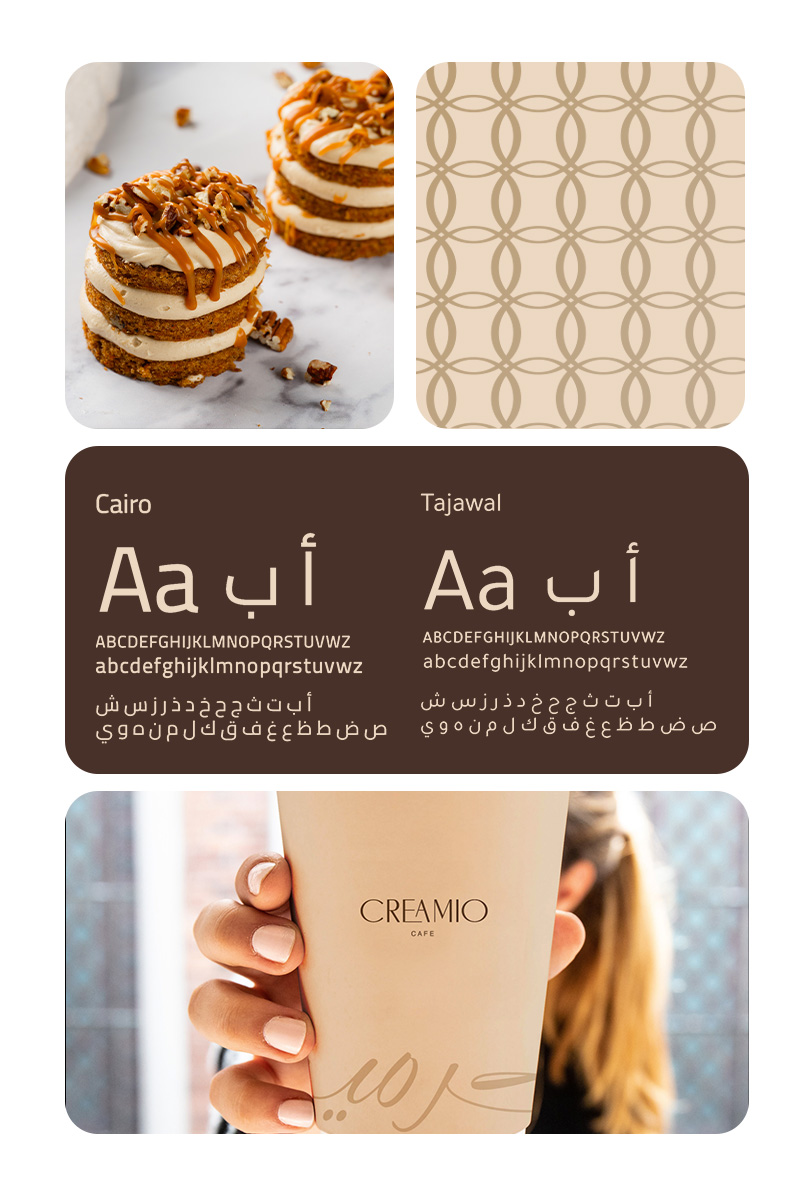 Cairo
Aa أ ب
ABCDEFGHIJKLMNOPQRSTUVWZ
abcdefghijklmnopqrstuvwz
أ ب ت ث ج ح خ د ذ ر ز س ش
ص ض ط ظ ع غ ف ق ك ل م ن ه و ي
Tajawal
Aa أ ب
ABCDEFGHIJKLMNOPQRSTUVWZ
abcdefghijklmnopqrstuvwz
أ ب ت ث ج ح خ د ذ ر ز س ش
ص ض ط ظ ع غ ف ق ك ل م ن ه و ي
CREAMIO
CAFE